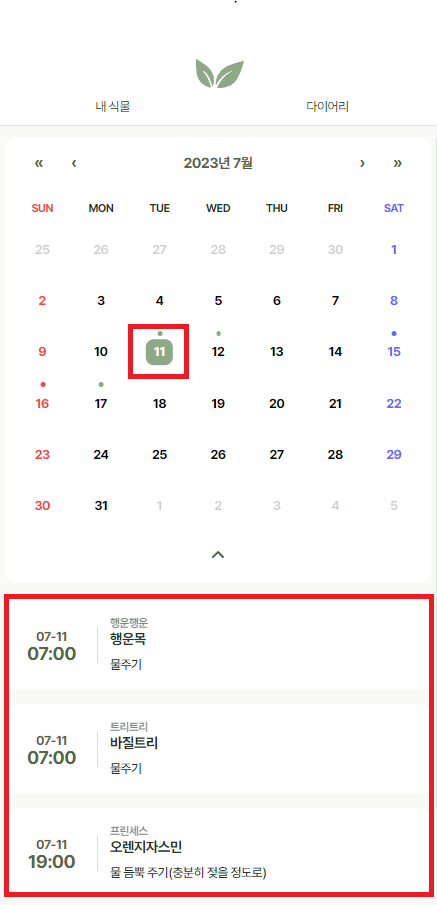 내 식물 다이어리
« ‹ 2023년 7월 › »
SUN MON TUE WED THU FRI SAT
25 26 27 28 29 30 1
2 3 4 5 6 7 8
9 10 11 12 13 14 15
16 17 18 19 20 21 22
23 24 25 26 27 28 29
30 31 1 2 3 4 5
07-11
07:00
행운행운
행운목
물주기
07-11
07:00
트리트리
바질트리
물주기
07-11
19:00
프린세스
오렌지자스민
물 듬뿍 주기(충분히 젖을 정도로)